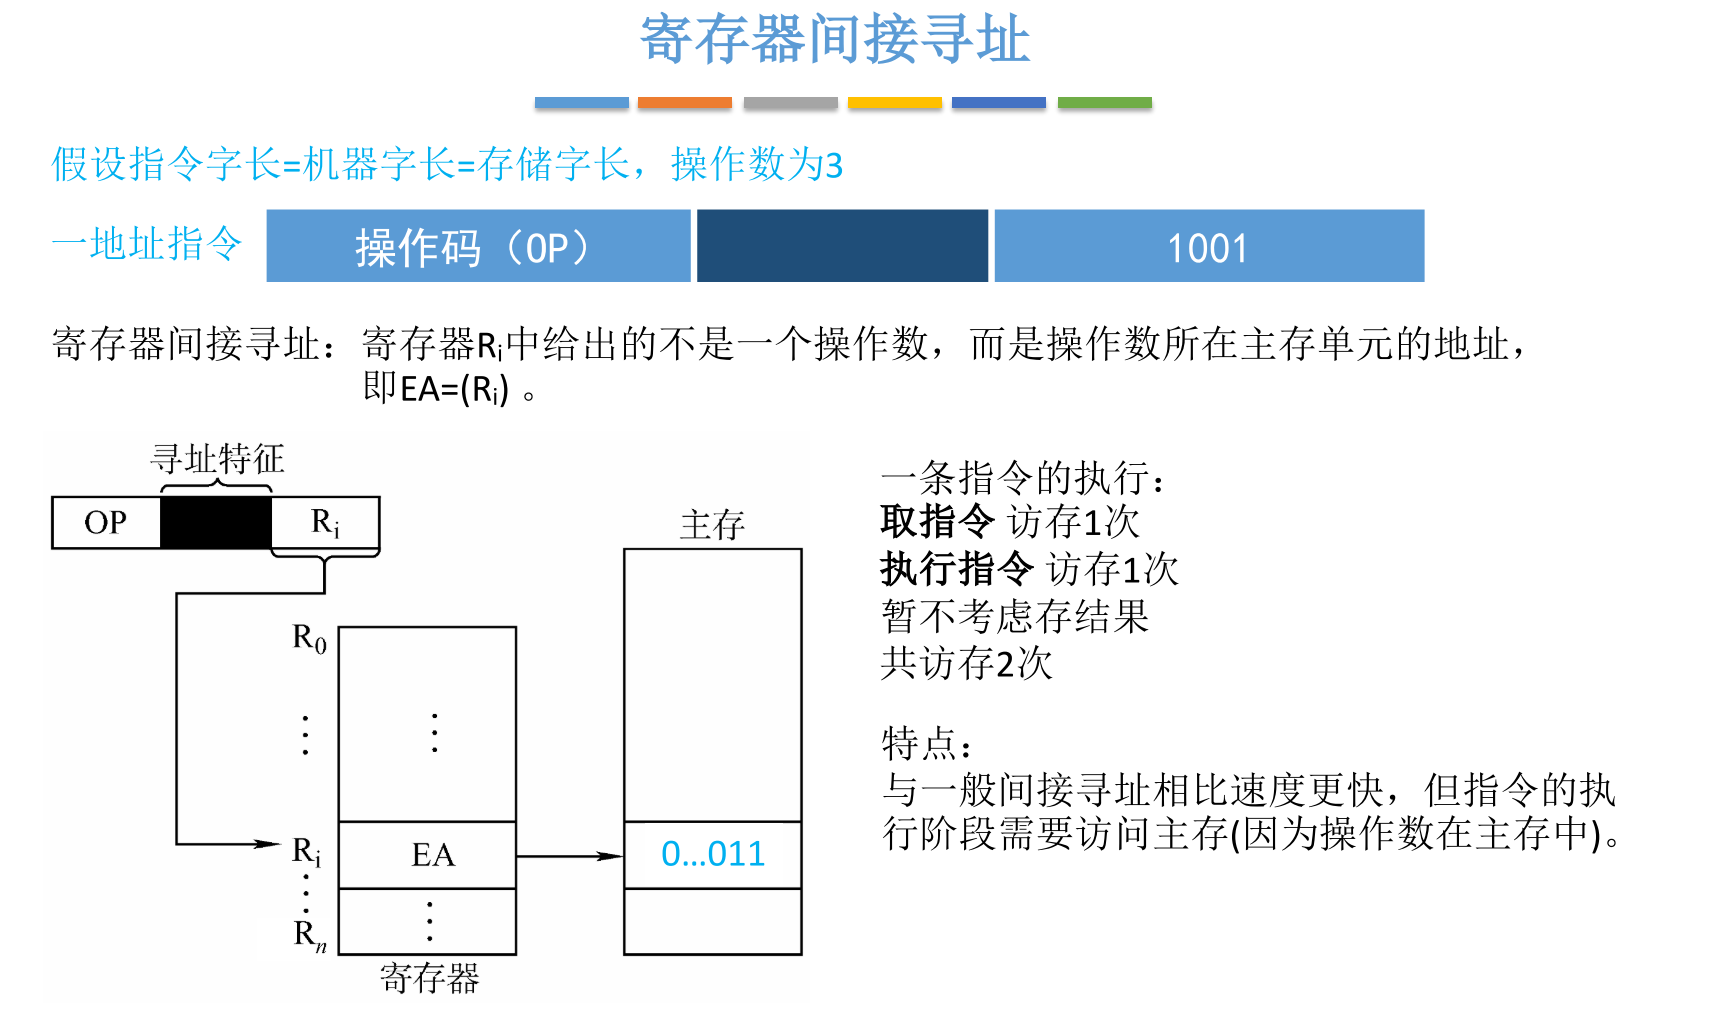 寄存器间接寻址
假设指令字长=机器字长=存储字长，操作数为3
一地址指令
操作码（OP）
1001
寄存器间接寻址：寄存器Ri中给出的不是一个操作数，而是操作数所在主存单元的地址，
即EA=(Ri) 。
寻址特征
OP
Ri
主存
R0
⋮
⋮
Ri
EA
0...011
⋮
⋮
Rn
寄存器
一条指令的执行：
取指令 访存1次
执行指令 访存1次
暂不考虑存结果
共访存2次
特点：
与一般间接寻址相比速度更快，但指令的执
行阶段需要访问主存(因为操作数在主存中)。